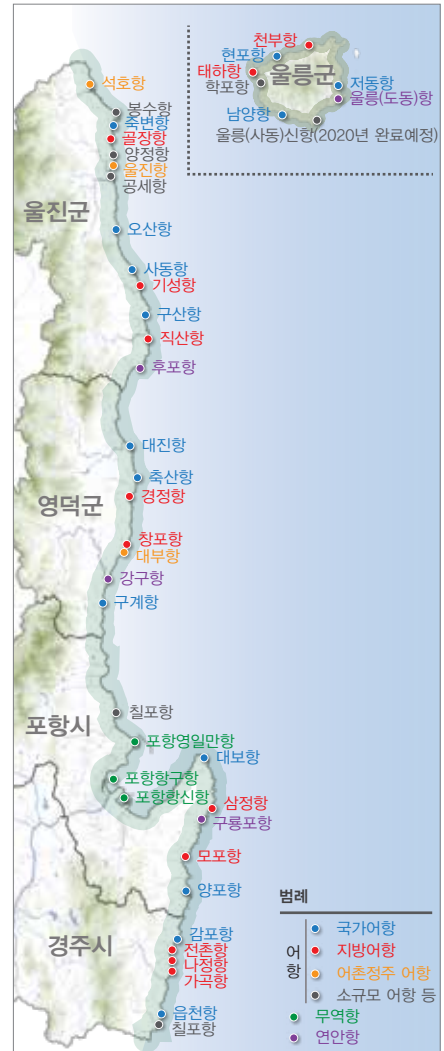 천부항
현포항
태하항
울릉군
학포항
저동항
울릉(도동)항
남양항
울릉(사동)신항(2020년 완료예정)
석호항
봉수항
죽변항
골장항
양정항
울진항
공세항
울진군
오산항
사동항
기성항
구산항
직산항
후포항
대진항
축산항
경정항
영덕군
창포항
대부항
강구항
구계항
칠포항
포항시
포항영일만항
대보항
포항항구항
포항항신항
삼정항
구룡포항
모포항
양포항
경주시
감포항
전촌항
나정항
가곡항
읍천항
칠포항
범례
어항
국가어항
지방어항
어촌정주 어항
소규모 어항 등
무역항
연안항